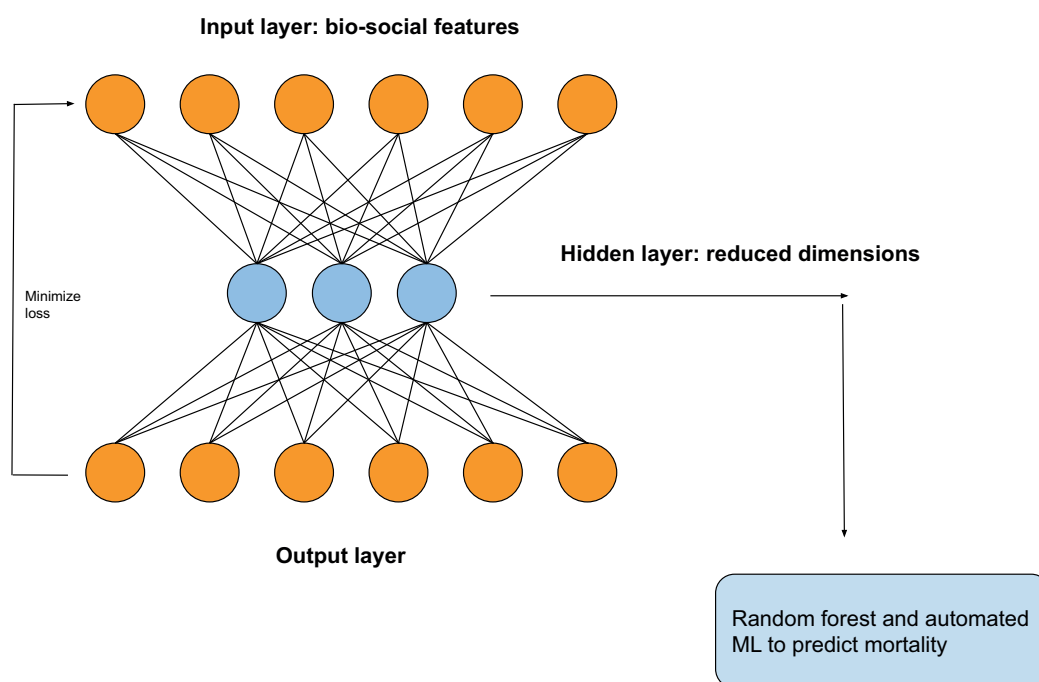 Input layer: bio-social features
Hidden layer: reduced dimensions
Minimize
loss
Output layer
Random forest and automated
ML to predict mortality